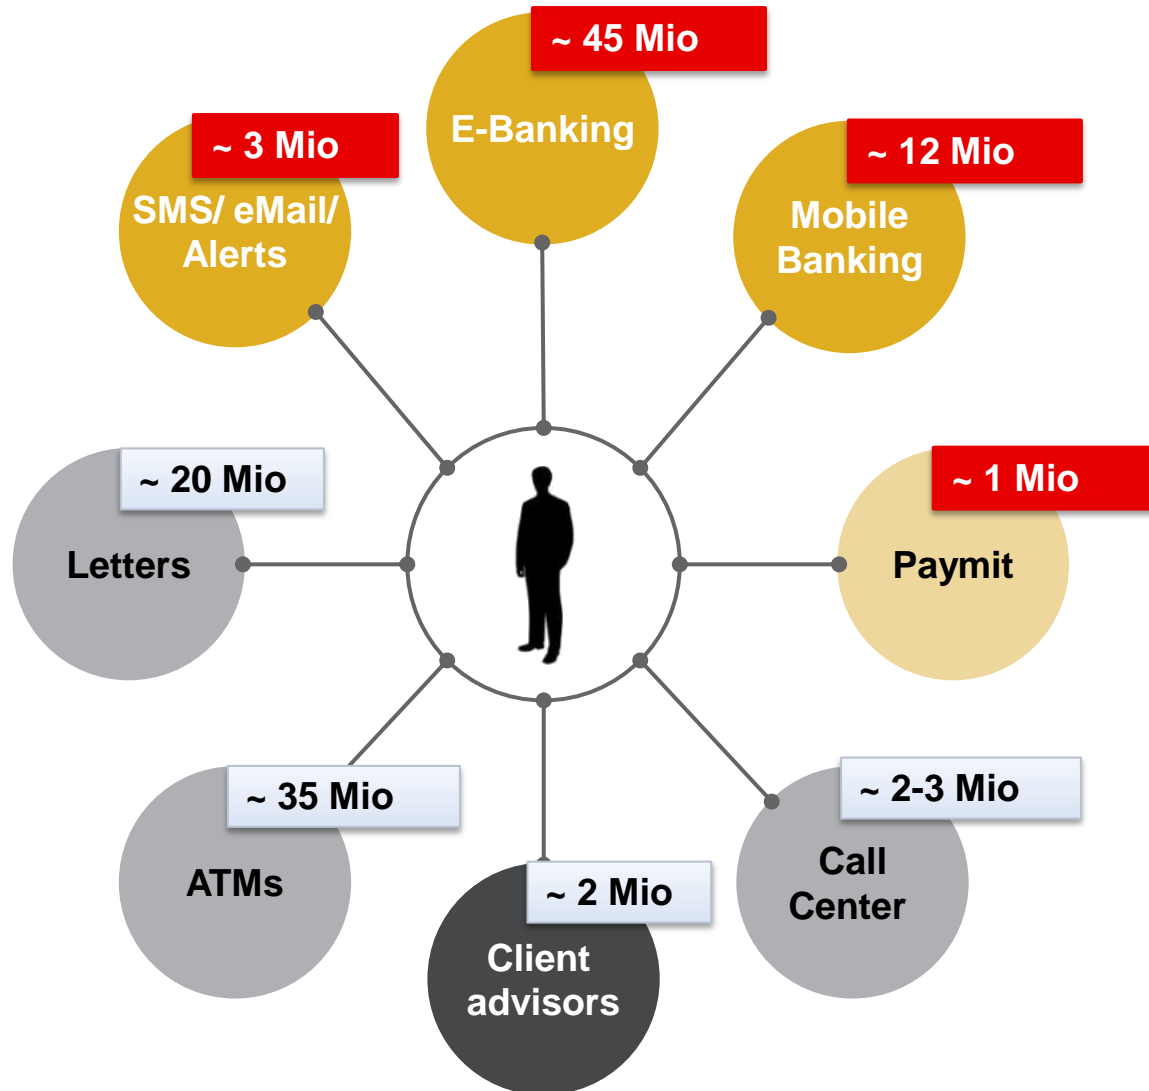 ~ 45 Mio
E-Banking
~ 3 Mio
SMS/ eMail/
Alerts
~ 12 Mio
Mobile
Banking
~ 20 Mio
Letters
~ 1 Mio
Paymit
~ 35 Mio
ATMs
~ 2-3 Mio
Call
Center
~ 2 Mio
Client
advisors